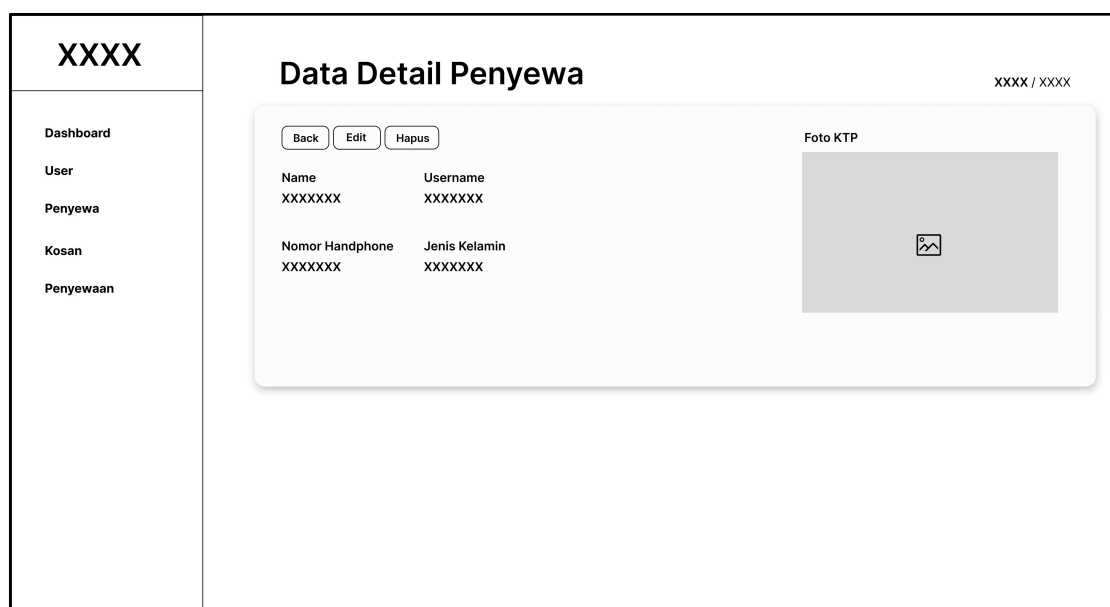 XXXX
Dashboard
User
Penyewa
Kosan
Penyewaan
Data Detail Penyewa
XXXX / XXXX
Back Edit Hapus
Name Username
XXXXXXX XXXXXXX
Nomor Handphone Jenis Kelamin
XXXXXXX XXXXXXX
Foto KTP